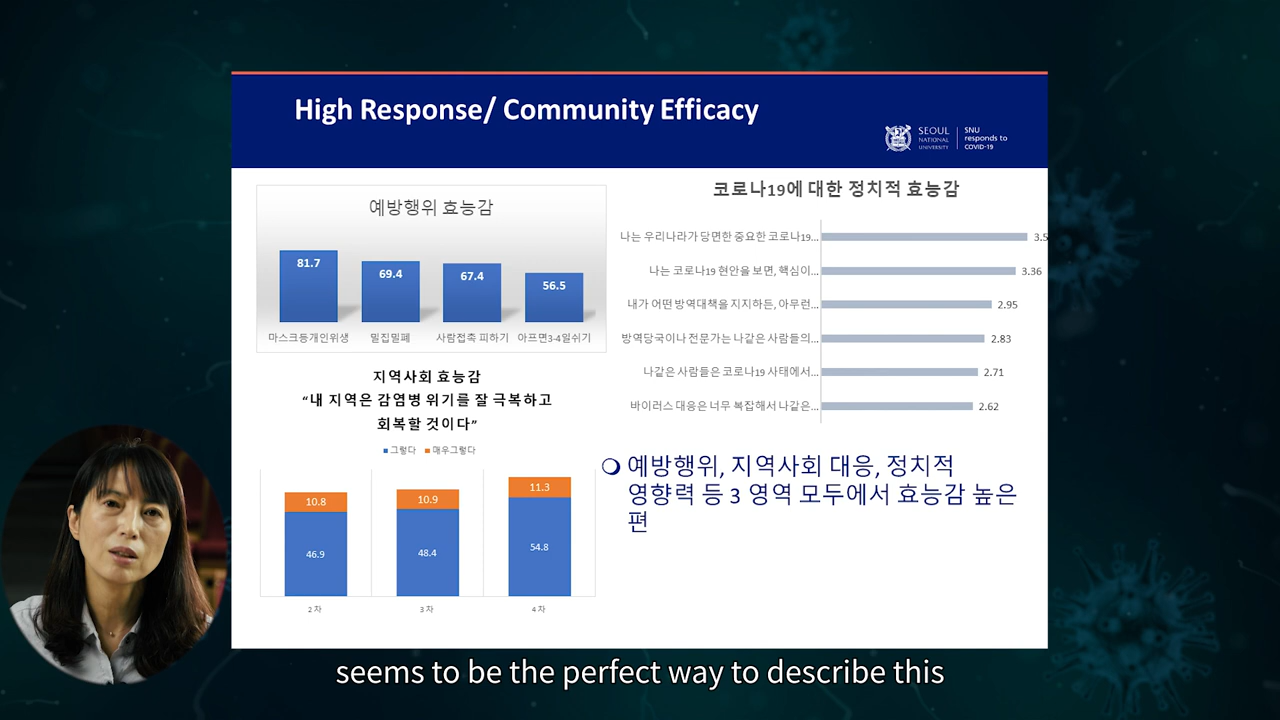 High Response/ Community Efficacy
SEOUL
NATIONAL
UNIVERSITY
SNU
responds to
COVID-19
예방행위 효능감
81.7
69.4
67.4
56.5
마스크등개인위생
밀집밀폐
사람접촉 피하기
아프면3-4일쉬기
코로나19에 대한 정치적 효능감
나는 우리나라가 당면한 중요한 코로나19...
3.5
나는 코로나19 현안을 보면, 핵심이...
3.36
내가 어떤 방역대책을 지지하든, 아무런...
2.95
방역당국이나 전문가는 나같은 사람들의...
2.83
나같은 사람들은 코로나19 사태에서...
2.71
바이러스 대응은 너무 복잡해서 나같은...
2.62
지역사회 효능감
“내 지역은 감염병 위기를 잘 극복하고
회복할 것이다”
그렇다
매우그렇다
10.8
10.9
11.3
46.9
48.4
54.8
2 차
3 차
4 차
예방행위, 지역사회 대응, 정치적
영향력 등 3 영역 모두에서 효능감 높은
편
seems to be the perfect way to describe this